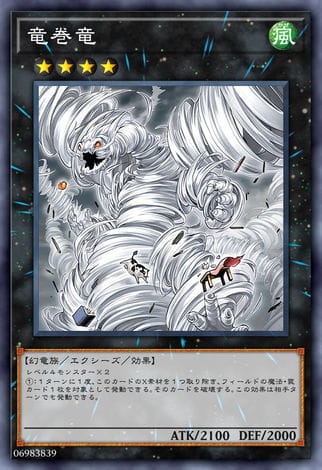 竜巻竜
風
【幻竜族／エクシーズ／効果】
レベル４モンスター×２
①：１ターンに１度、このカードのX素材を１つ取り除き、フィールドの魔法・罠
カード１枚を対象として発動できる。そのカードを破壊する。この効果は相手ター
ンでも発動できる。
ATK/2100 DEF/2000
06983839